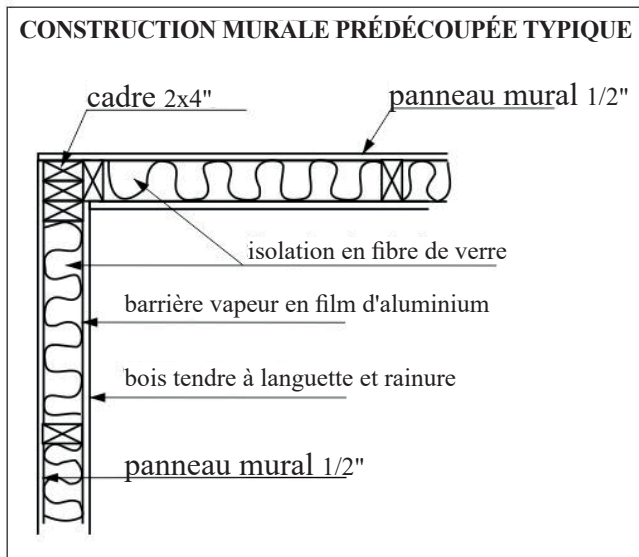 CONSTRUCTION MURALE PRÉDÉCOUPÉE TYPIQUE
cadre 2x4"
panneau mural 1/2"
isolation en fibre de verre
barrière vapeur en film d'aluminium
bois tendre à languette et rainure
panneau mural 1/2"